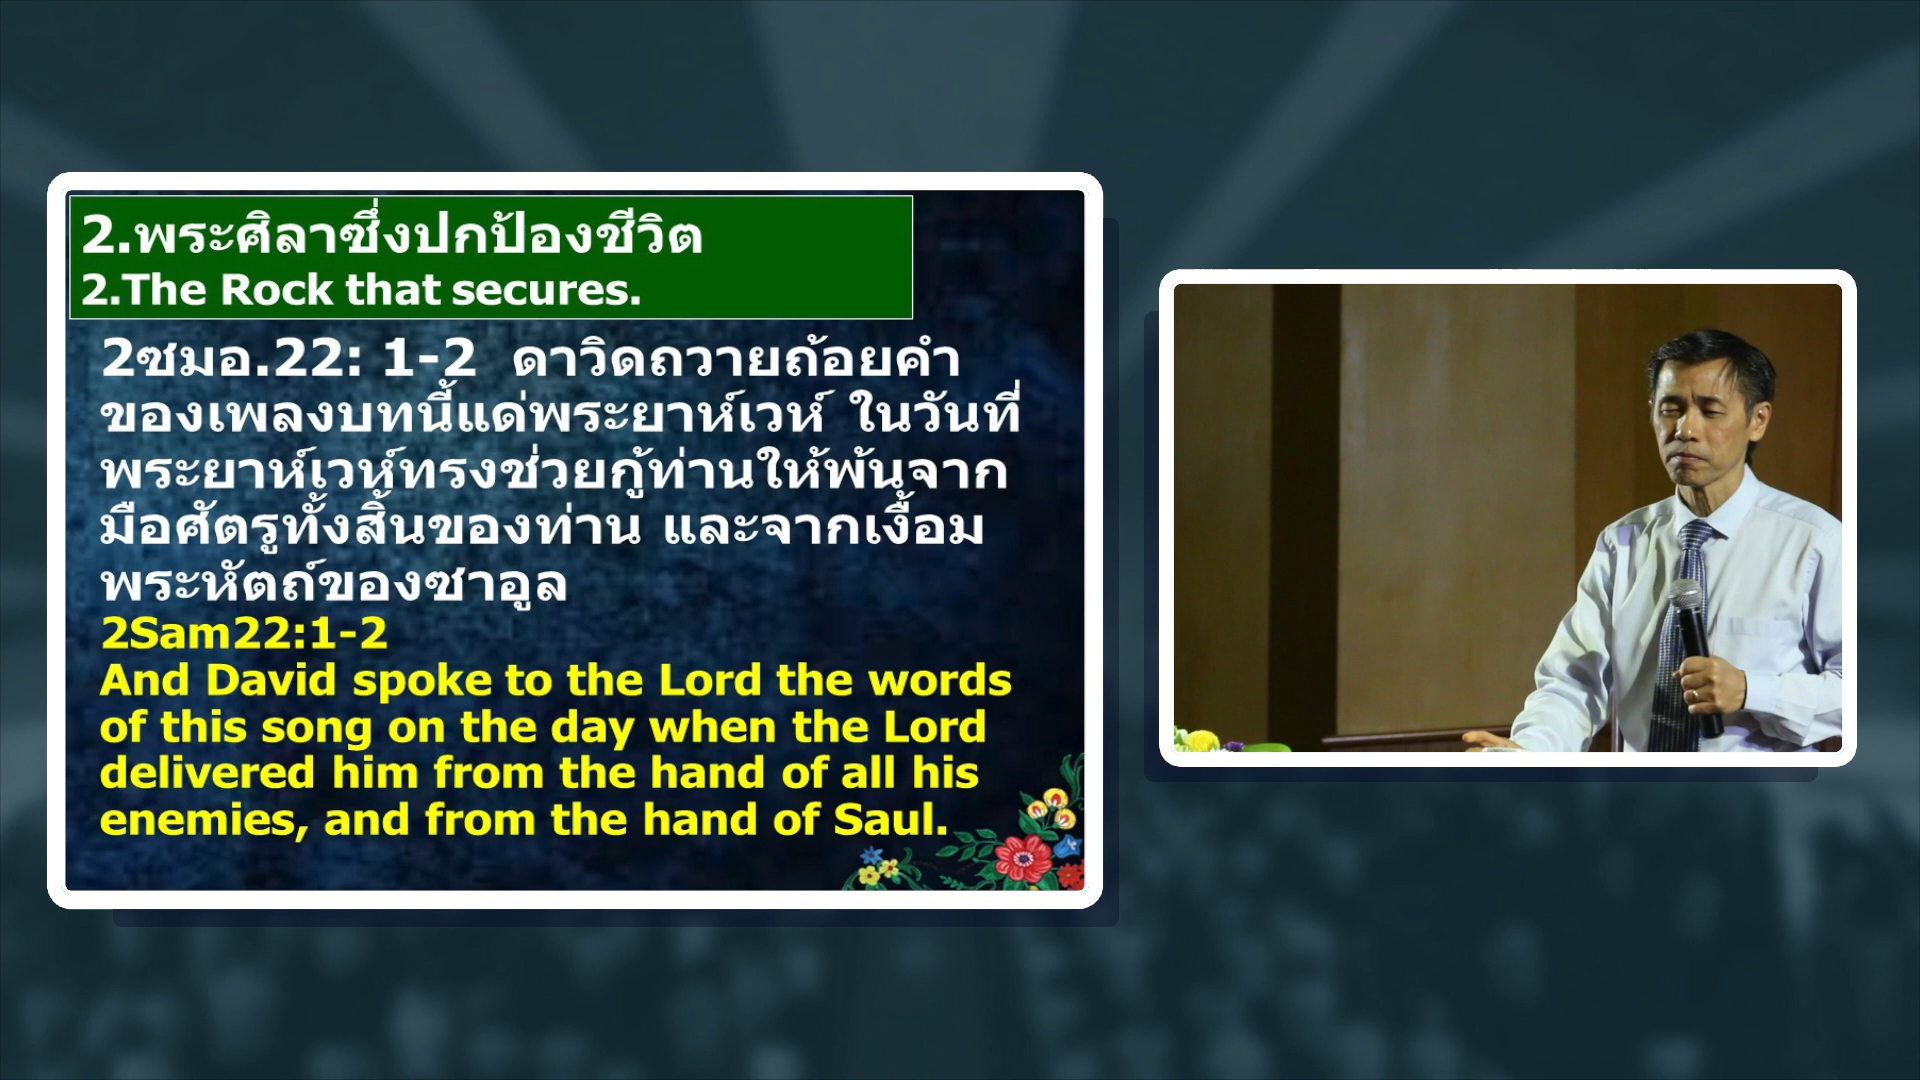 2.พระศิลาซึ่งปกป้องชีวิต
2.The Rock that secures.
2ซมอ.22: 1-2 ดาวิดถวายถ้อยคำ
ของเพลงบทนี้แด่พระยาห์เวห์ ในวันที่
พระยาห์เวห์ทรงช่วยกู้ท่านให้พ้นจาก
มือศัตรูทั้งสิ้นของท่าน และจากเงื้อม
พระหัตถ์ของซาอูล
2Sam22:1-2
And David spoke to the Lord the words
of this song on the day when the Lord
delivered him from the hand of all his
enemies, and from the hand of Saul.